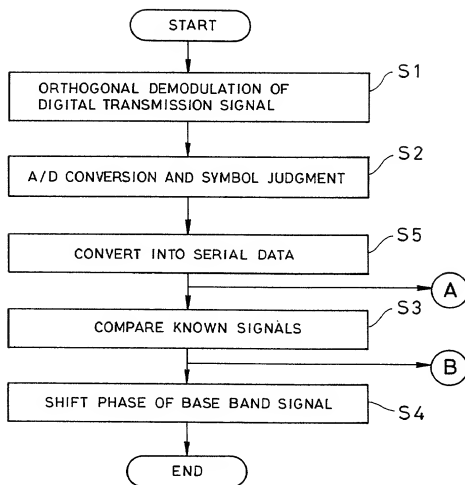 START
S1
ORTHOGONAL DEMODULATION OF
DIGITAL TRANSMISSION SIGNAL
S2
A/D CONVERSION AND SYMBOL JUDGMENT
S5
CONVERT INTO SERIAL DATA
A
S3
COMPARE KNOWN SIGNALS
B
SHIFT PHASE OF BASE BAND SIGNAL
S4
END